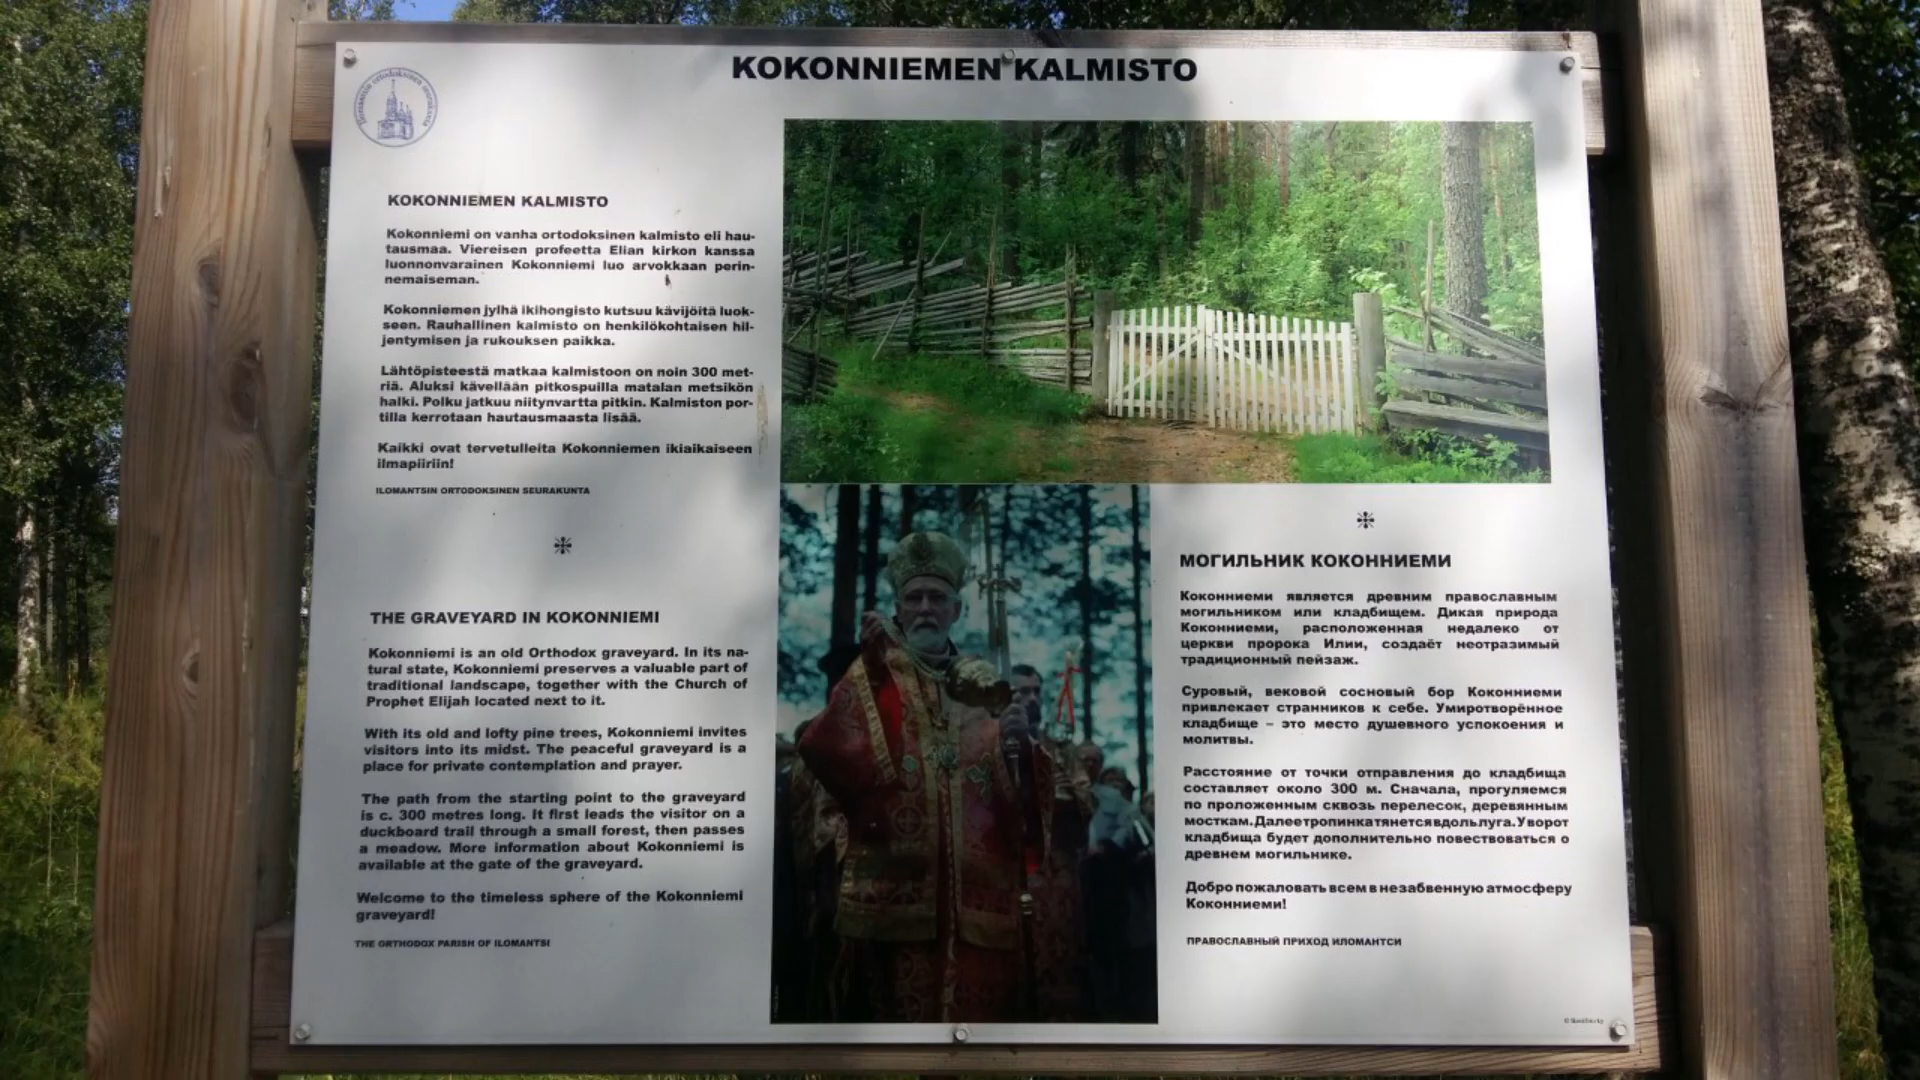 KOKONNIEMEN KALMISTO
KOKONNIEMEN KALMISTO
Kokonniemi on vanha ortodoksinen kalmisto eli hau-
tausmaa. Viereisen profeetta Elian kirkon kanssa
luonnonvarainen Kokonniemi luo arvokkaan perin-
nemaiseman.
Kokonniemen jylhä ikihongisto kutsuu kävijöitä luok-
seen. Rauhallinen kalmisto on henkilökohtaisen hil-
jentymisen ja rukouksen paikka.
Lähtöpisteestä matkaa kalmistoon on noin 300 met-
riä. Aluksi kävellään pitkospuilla matalan metsikön
halki. Polku jatkuu niitynvartta pitkin. Kalmiston por-
tilla kerrotaan hautausmaasta lisää.
Kaikki ovat tervetulleita Kokonniemen ikiaikaiseen
ilmapiiriin!
ILOMANTSIN ORTODOKSINEN SEURAKUNTA
THE GRAVEYARD IN KOKONNIEMI
Kokonniemi is an old Orthodox graveyard. In its na-
tural state, Kokonniemi preserves a valuable part of
traditional landscape, together with the Church of
Prophet Elijah located next to it.
With its old and lofty pine trees, Kokonniemi invites
visitors into its midst. The peaceful graveyard is a
place for private contemplation and prayer.
The path from the starting point to the graveyard
is c. 300 metres long. It first leads the visitor on a
duckboard trail through a small forest, then passes
a meadow. More information about Kokonniemi is
available at the gate of the graveyard.
Welcome to the timeless sphere of the Kokonniemi
graveyard!
THE ORTHODOX PARISH OF ILOMANTSI
МОГИЛЬНИК КОКОННИЕМИ
Коконниеми является древним православным
могильником или кладбищем. Дикая природа
Коконниеми, расположенная недалеко от
церкви пророка Илии, создаёт неотразимый
традиционный пейзаж.
Суровый, вековой сосновый бор Коконниеми
привлекает странников к себе. Умиротворённое
кладбище – это место душевного успокоения и
молитвы.
Расстояние от точки отправления до кладбища
составляет около 300 м. Сначала, прогуляемся
по проложенным сквозь перелесок, деревянным
мосткам. Далее тропинка тянется вдоль луга. У ворот
кладбища будет дополнительно повествоваться о
древнем могильнике.
Добро пожаловать всем в незабвенную атмосферу
Коконниеми!
ПРАВОСЛАВНЫЙ ПРИХОД ИЛОМАНТСИ